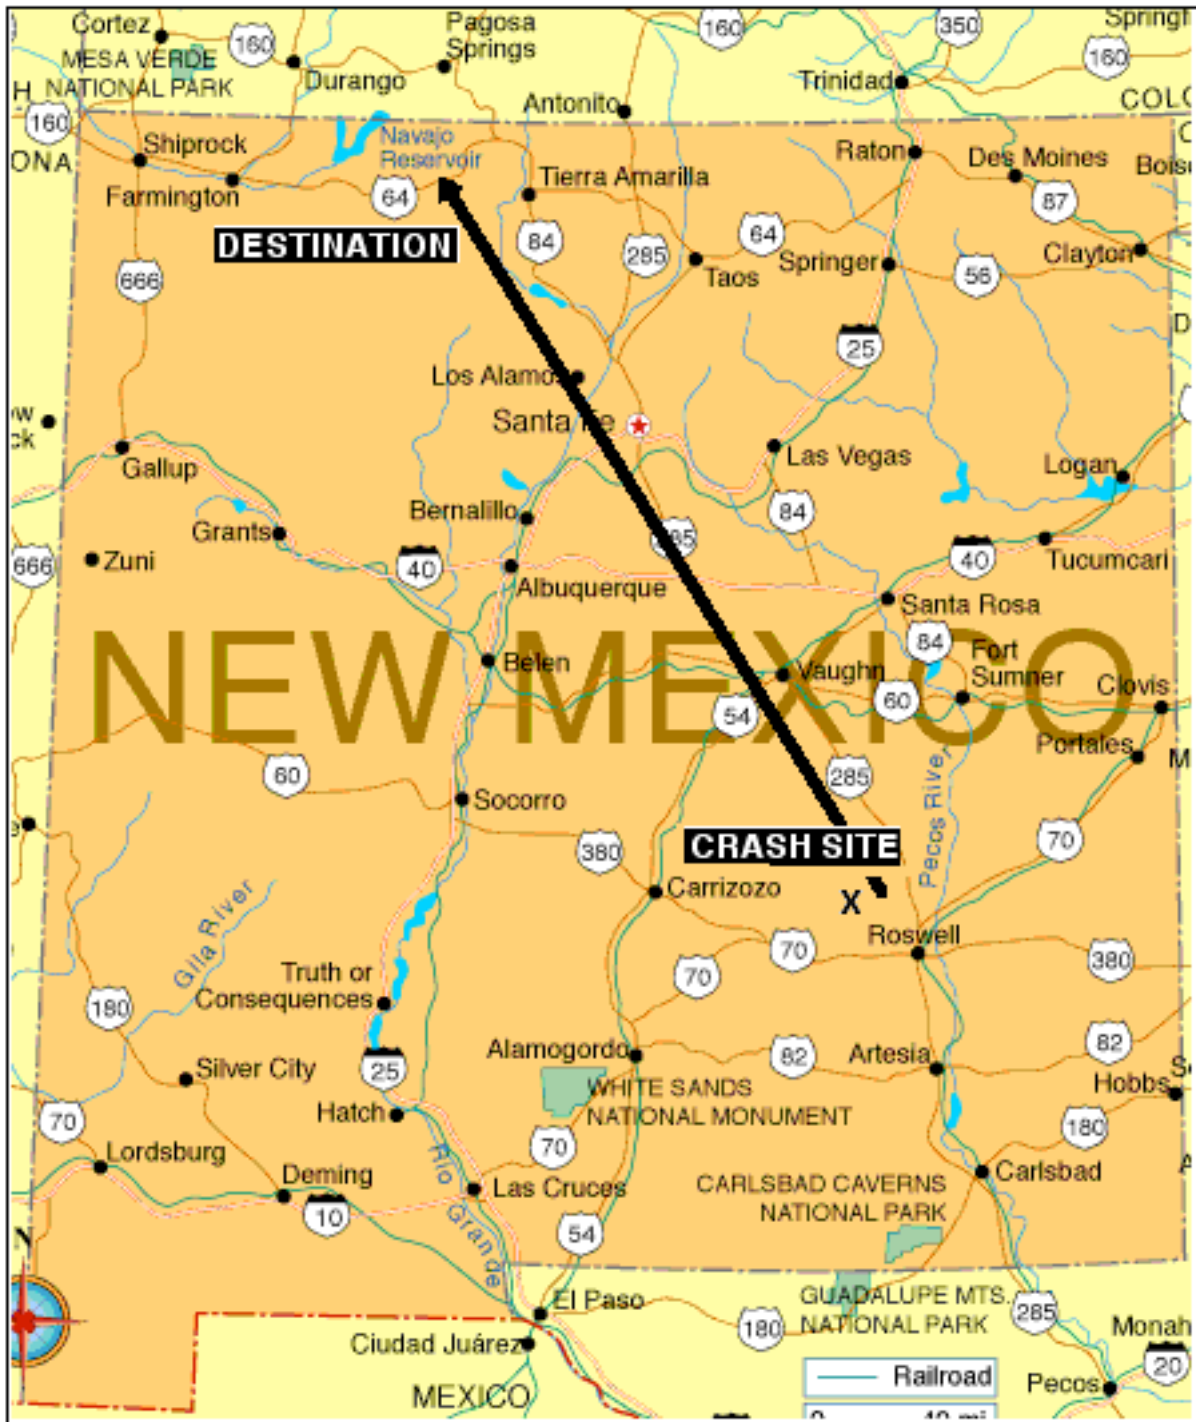 Cortez
160
Pagosa
Springs
160
350
MESA VERDE
NATIONAL PARK
Durango
Trinidad
160
Antonito
COLO
160
ONA
Shiprock
Navajo
Reservoir
Raton
Des Moines
Farmington
64
Tierra Amarilla
87
DESTINATION
84
285
64
Taos
Springer
56
Clayton
666
25
Los Alamos
Santa Fe
Gallup
Las Vegas
Logan
Bernalillo
84
Grants
285
666
Zuni
40
Albuquerque
40
Tucumcari
Santa Rosa
NEW MEXICO
84
Fort
Sumner
Belen
Vaughn
60
Clovis
54
Portales
60
Socorro
285
Pecos River
380
CRASH SITE
70
Carrizozo
X
Gila River
Roswell
70
70
380
Truth or
Consequences
180
Alamogordo
82
Artesia
82
Silver City
25
WHITE SANDS
NATIONAL MONUMENT
Hobbs
70
Hatch
180
Rio Grande
70
Lordsburg
Deming
Las Cruces
CARLSBAD CAVERNS
NATIONAL PARK
Carlsbad
10
54
N
El Paso
180
GUADALUPE MTS.
NATIONAL PARK
285
Monah
Ciudad Juárez
20
MEXICO
Railroad
Pecos